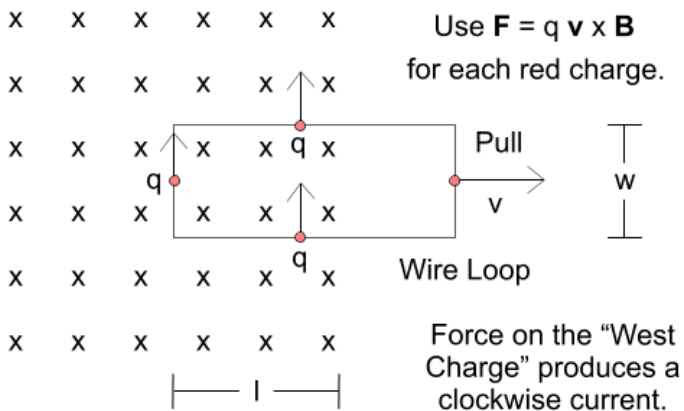 x x x x x x
Use F = q v x B
x x x x x x
for each red charge.
x x x x x q x
Pull
q
w
v
x x x x x x
q
x x x x x x
Wire Loop
x x x x x x
Force on the “West
Charge” produces a
clockwise current.
l